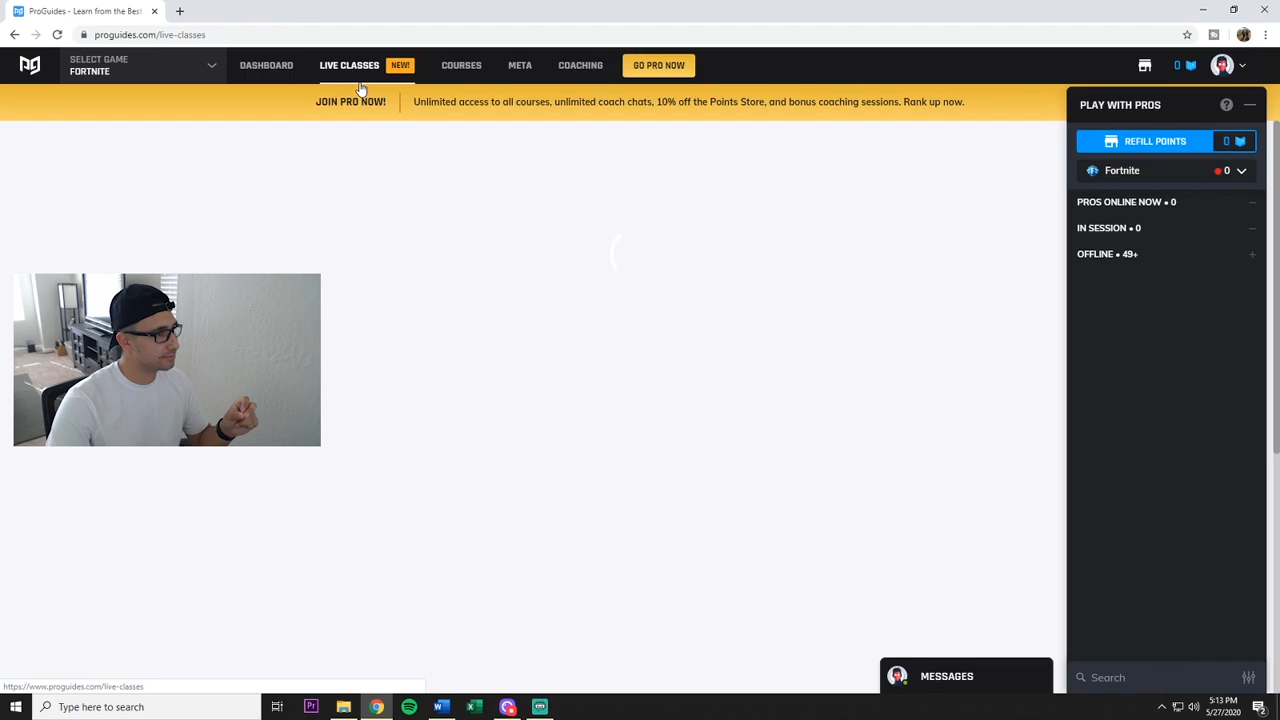 ProGuides - Learn from the Best
proguides.com/live-classes
SELECT GAME
FORTNITE
DASHBOARD
LIVE CLASSES
NEW!
COURSES
META
COACHING
GO PRO NOW
0
JOIN PRO NOW!
Unlimited access to all courses, unlimited coach chats, 10% off the Points Store, and bonus coaching sessions. Rank up now.
PLAY WITH PROS
?
REFILL POINTS
0
Fortnite
0
PROS ONLINE NOW • 0
IN SESSION • 0
OFFLINE • 49+
MESSAGES
Search
https://www.proguides.com/live-classes
Type here to search
5:13 PM
5/27/2020
2